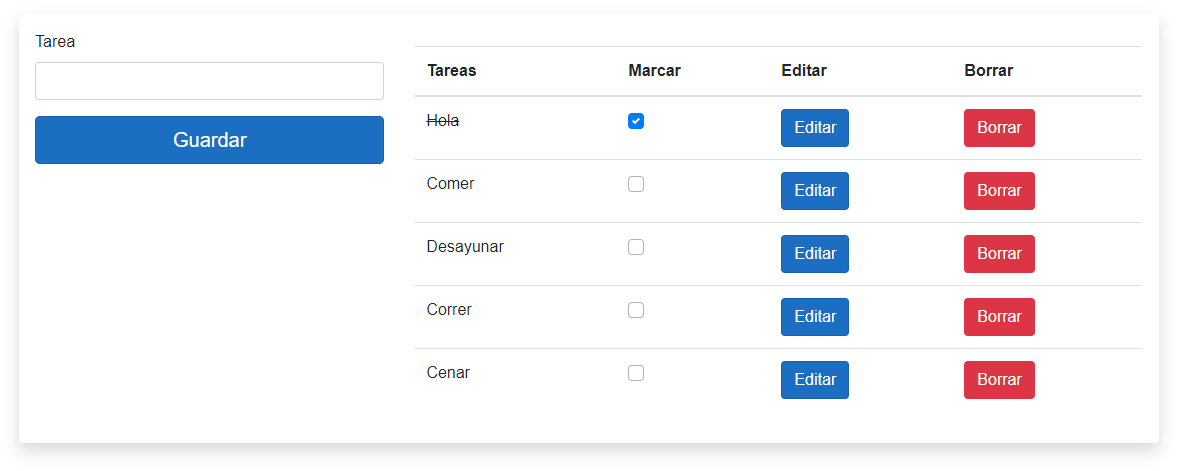 Tarea
Guardar
Tareas Marcar Editar Borrar
Hola Editar Borrar
Comer Editar Borrar
Desayunar Editar Borrar
Correr Editar Borrar
Cenar Editar Borrar